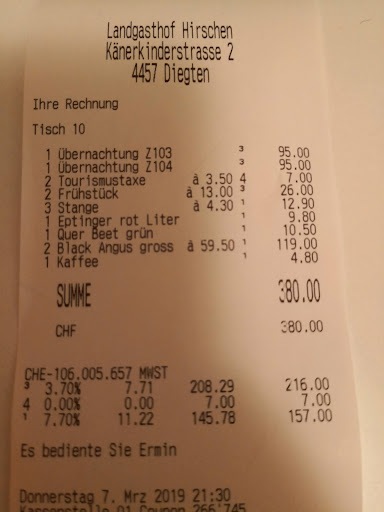 Landgasthof Hirschen
Känerkinderstrasse 2
4457 Diegten
Ihre Rechnung
Tisch 10
1 Übernachtung Z103 ³ 95.00
1 Übernachtung Z104 ³ 95.00
2 Tourismustaxe à 3.50 4 7.00
2 Frühstück à 13.00 ³ 26.00
3 Stange à 4.30 ¹ 12.90
1 Eptinger rot Liter ¹ 9.80
1 Quer Beet grün ¹ 10.50
2 Black Angus gross à 59.50 ¹ 119.00
1 Kaffee ¹ 4.80
SUMME 380.00
CHF 380.00
CHE-106.005.657 MWST
³ 3.70% 7.71 208.29 216.00
4 0.00% 0.00 7.00 7.00
¹ 7.70% 11.22 145.78 157.00
Es bediente Sie Ermin
Donnerstag 7. Mrz 2019 21:30
Kassenstelle 01 Coupon 266'745